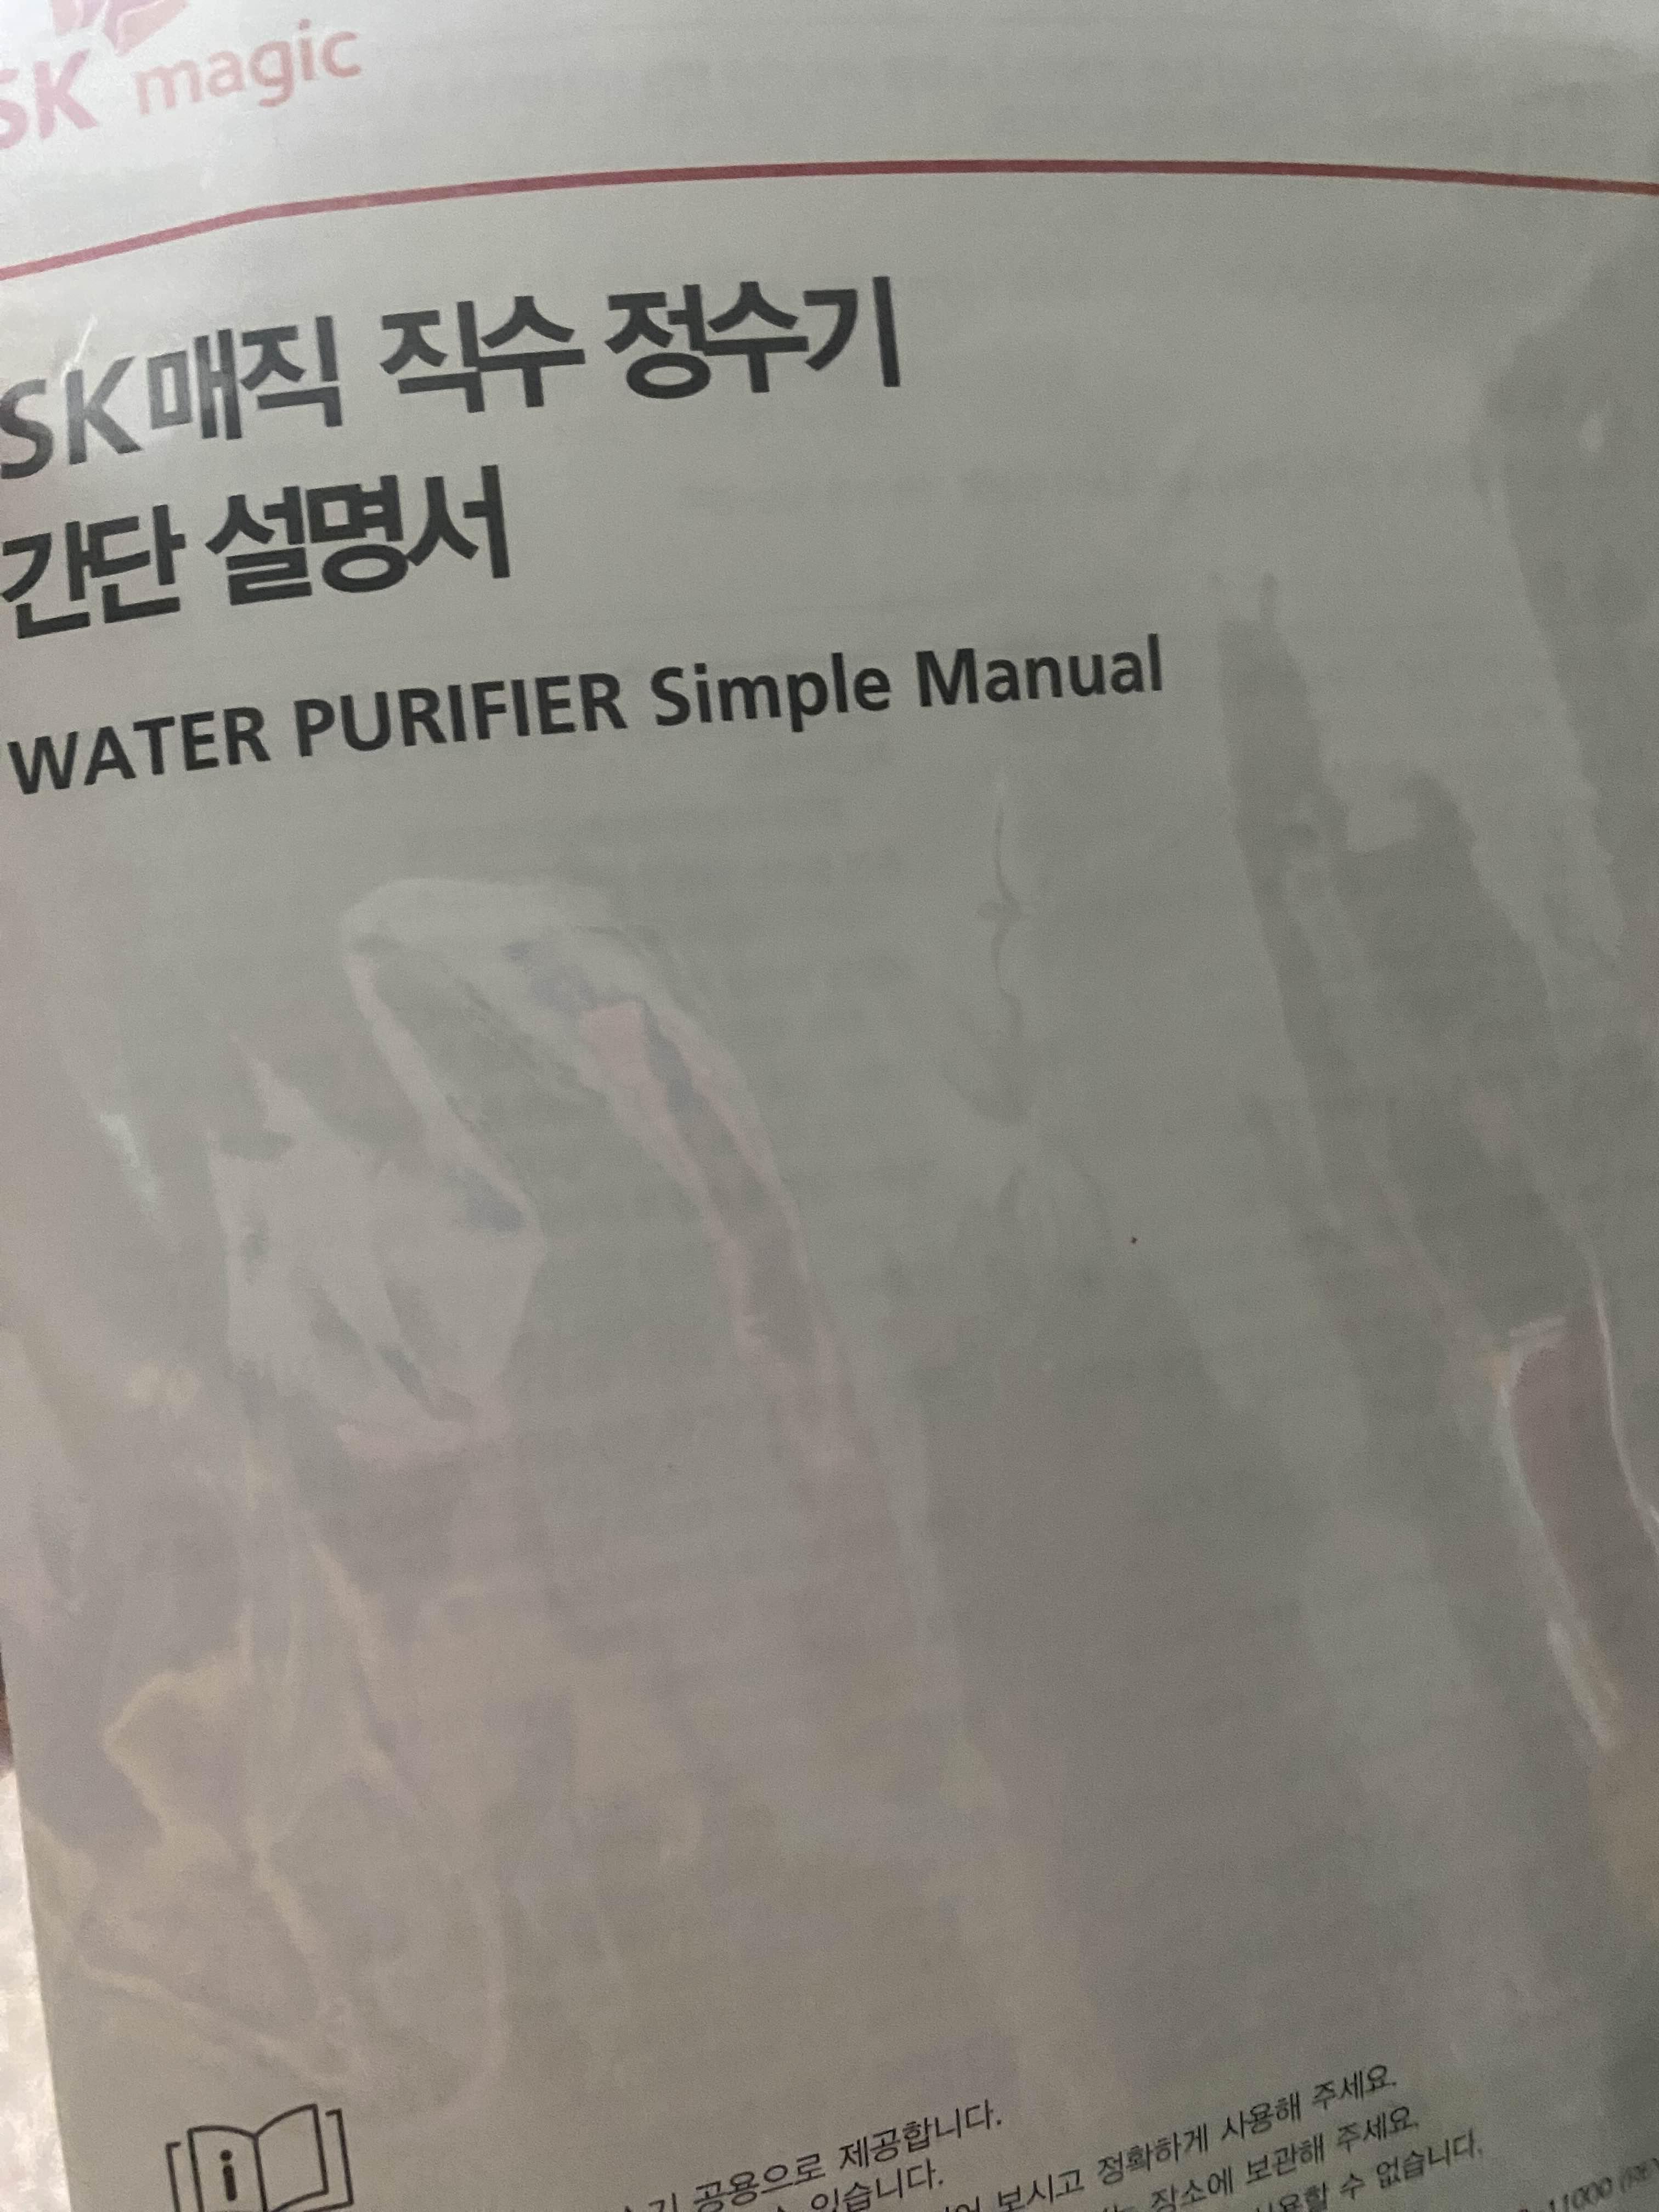 SK magic
SK매직 직수 정수기
간단 설명서
WATER PURIFIER Simple Manual
i
공용으로 제공합니다.
있습니다.
보시고 정확하게 사용해 주세요.
장소에 보관해 주세요.
수 없습니다.